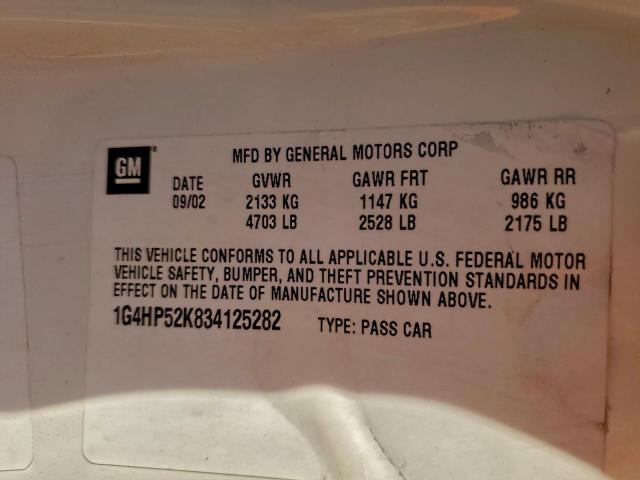 GM ® MFD BY GENERAL MOTORS CORP
DATE GVWR GAWR FRT GAWR RR
09/02 2133 KG 1147 KG 986 KG
4703 LB 2528 LB 2175 LB
THIS VEHICLE CONFORMS TO ALL APPLICABLE U.S. FEDERAL MOTOR
VEHICLE SAFETY, BUMPER, AND THEFT PREVENTION STANDARDS IN
EFFECT ON THE DATE OF MANUFACTURE SHOWN ABOVE.
1G4HP52K834125282 TYPE: PASS CAR